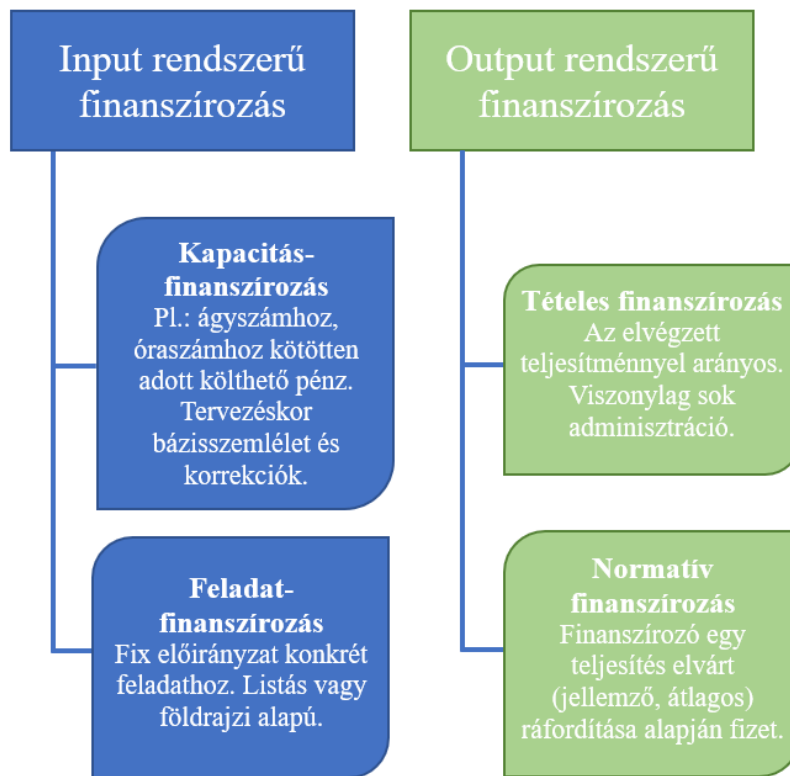 Input rendszerű
finanszírozás
Kapacitás-
finanszírozás
Pl.: ágyszámhoz,
óraszámhoz kötötten
adott költhető pénz.
Tervezéskor
bázisszemlélet és
korrekciók.
Feladat-
finanszírozás
Fix előirányzat konkrét
feladathoz. Listás vagy
földrajzi alapú.
Output rendszerű
finanszírozás
Tételes finanszírozás
Az elvégzett
teljesítménnyel arányos.
Viszonylag sok
adminisztráció.
Normatív
finanszírozás
Finanszírozó egy
teljesítés elvárt
(jellemző, átlagos)
ráfordítása alapján fizet.